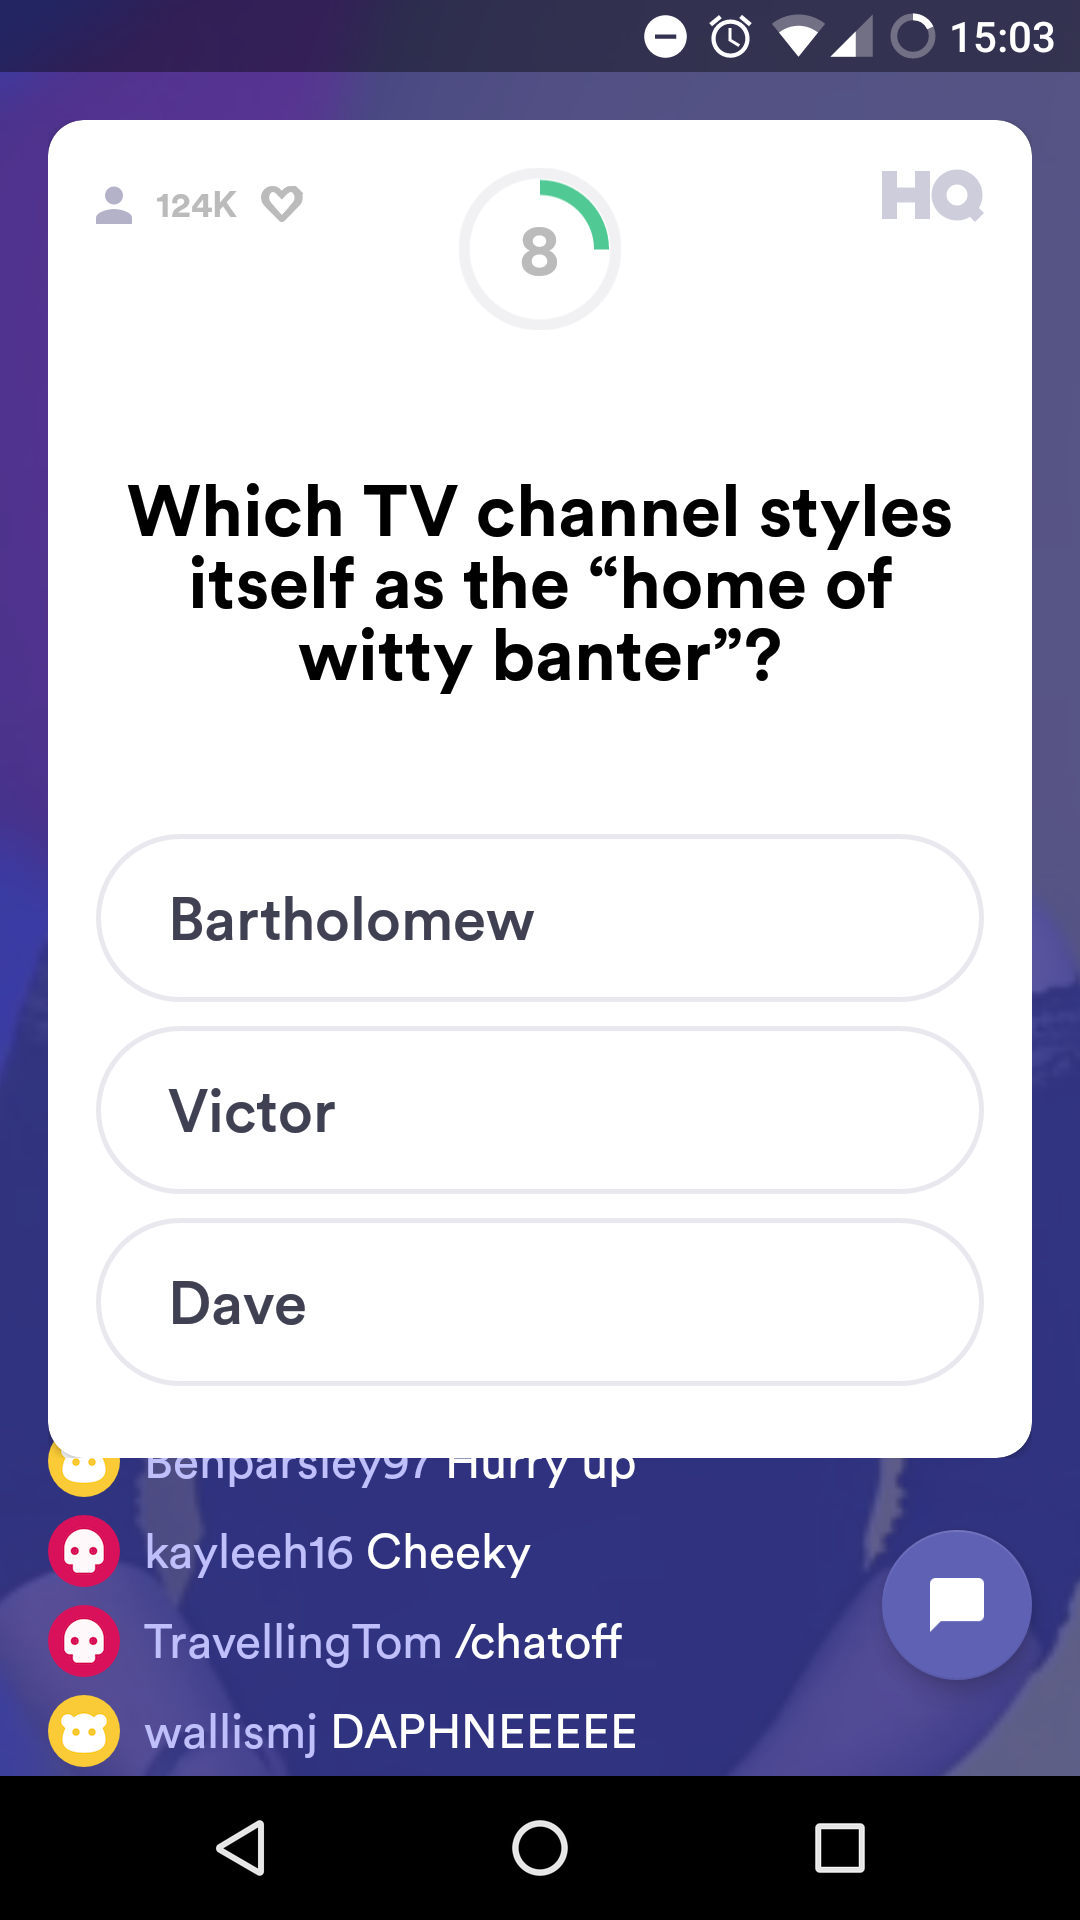 15:03
124K
8
HQ
Which TV channel styles
itself as the “home of
witty banter”?
Bartholomew
Victor
Dave
Benparsley97 Hurry up
kayleeh16 Cheeky
TravellingTom /chatoff
wallismj DAPHNEEEEE